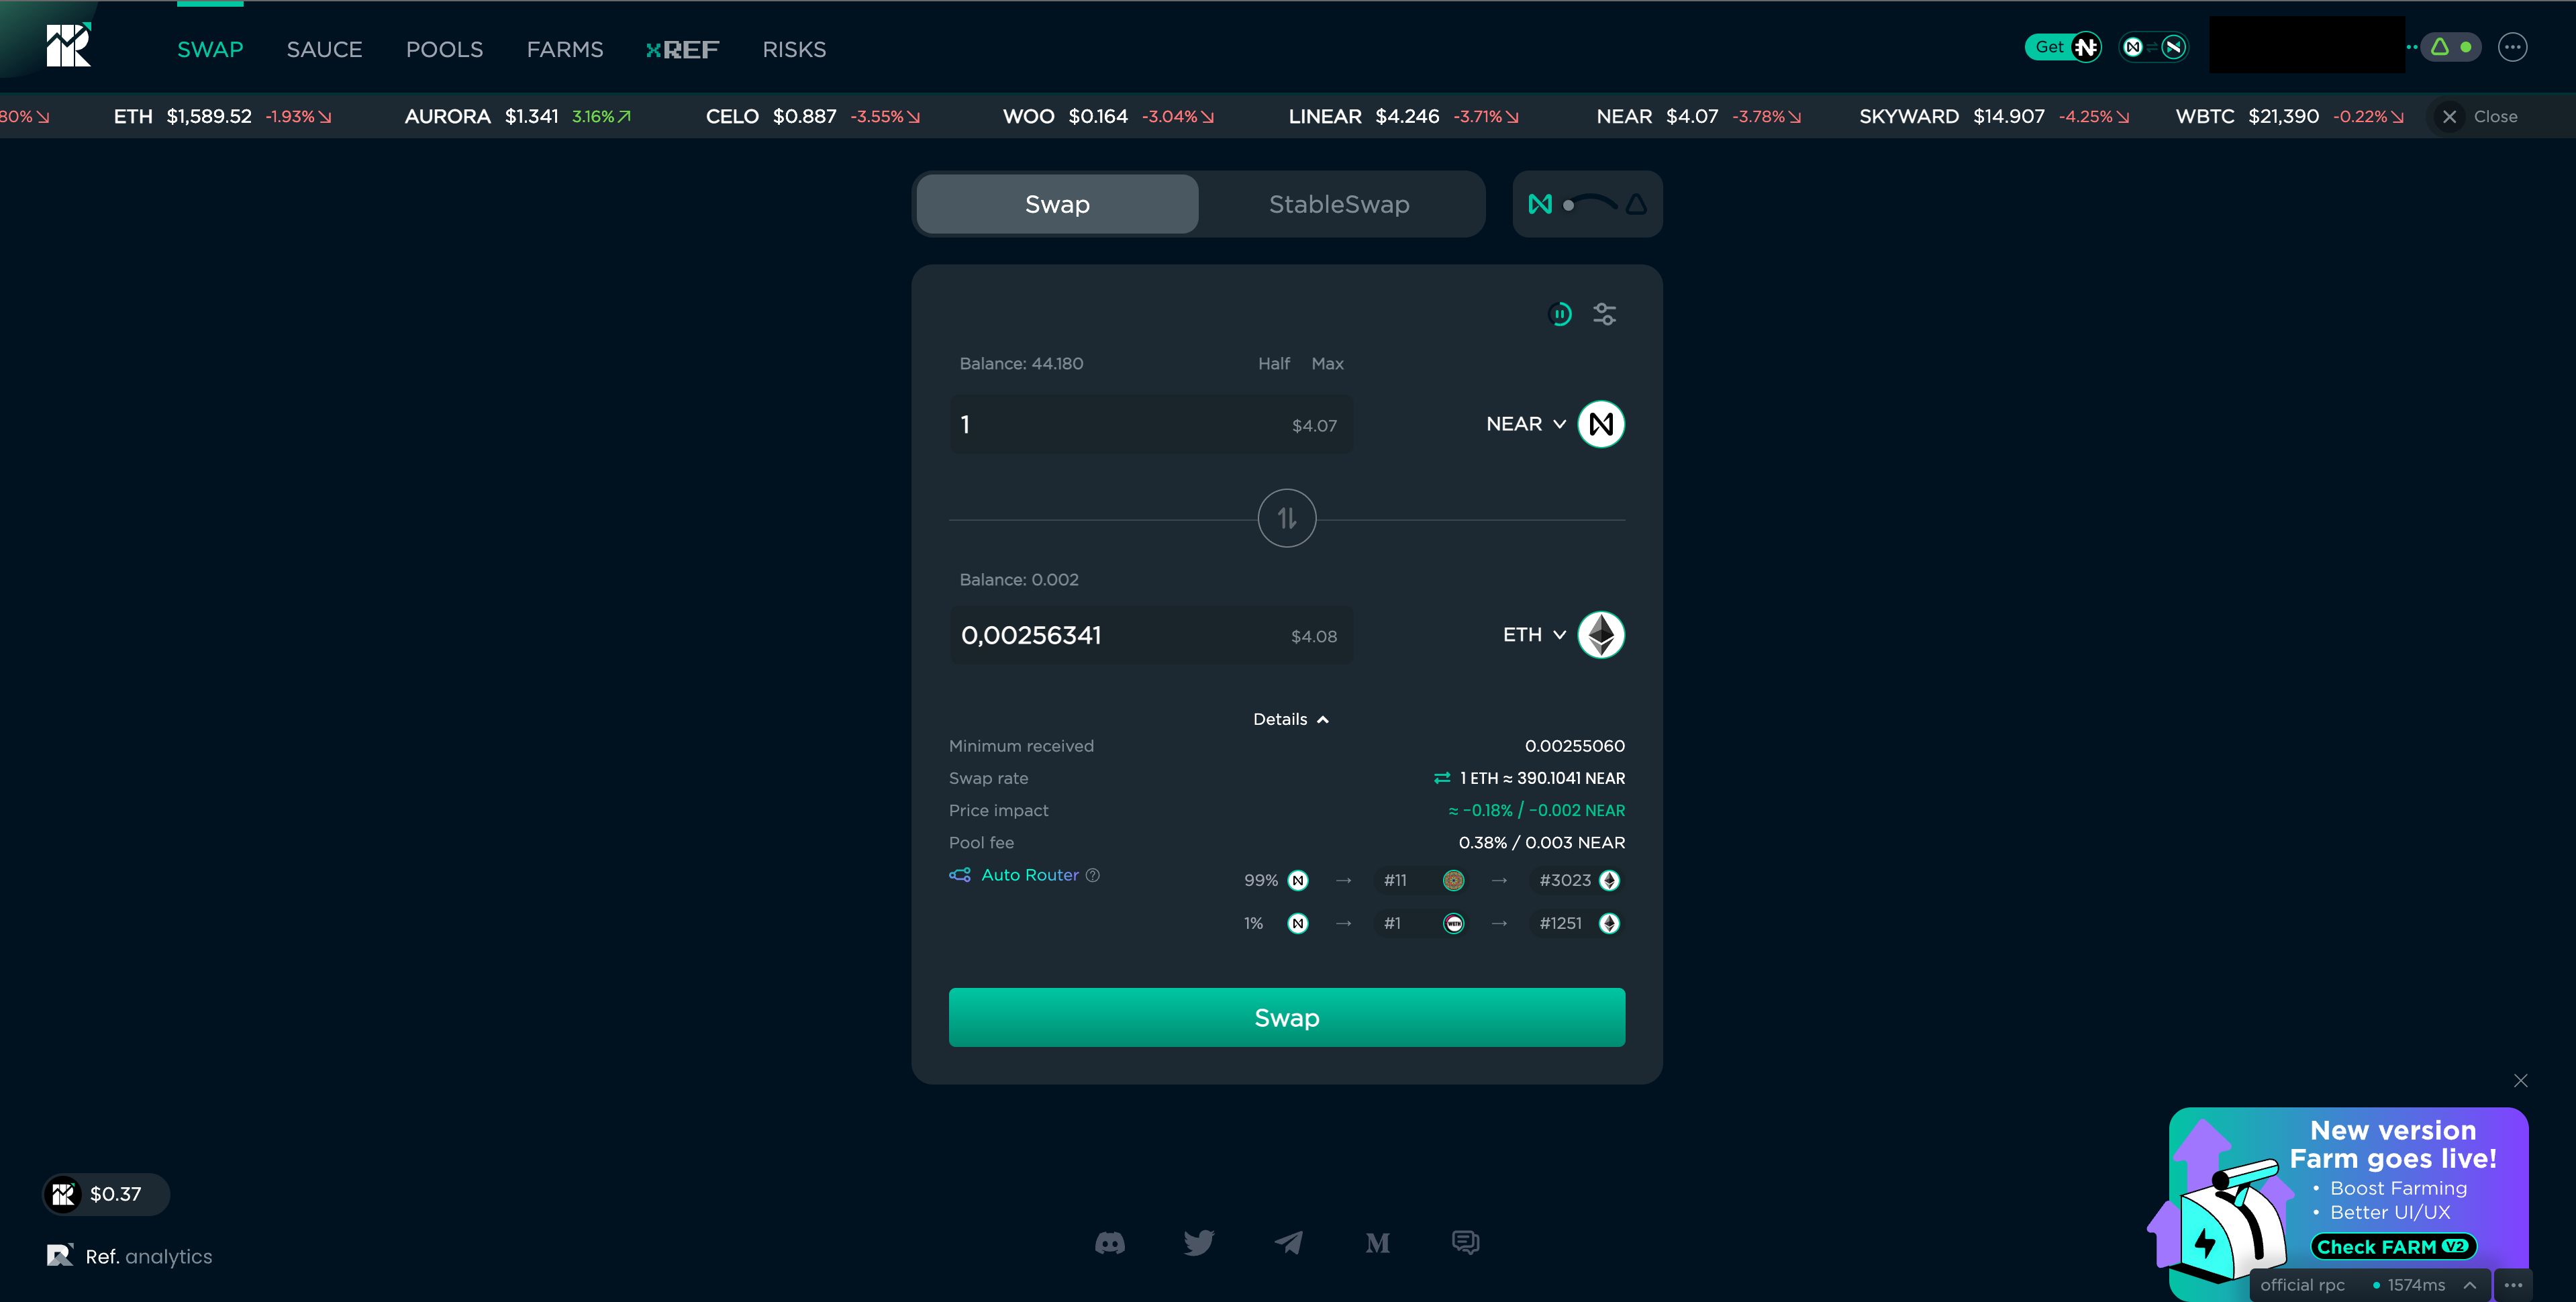 SWAP SAUCE POOLS FARMS xREF RISKS Get
80% ETH $1,589.52 -1.93% AURORA $1.341 3.16% CELO $0.887 -3.55% WOO $0.164 -3.04% LINEAR $4.246 -3.71% NEAR $4.07 -3.78% SKYWARD $14.907 -4.25% WBTC $21,390 -0.22% Close
Swap StableSwap
Balance: 44.180 Half Max
1 $4.07 NEAR
Balance: 0.002
0,00256341 $4.08 ETH
Details
Minimum received 0.00255060
Swap rate 1 ETH ≈ 390.1041 NEAR
Price impact ≈ -0.18% / -0.002 NEAR
Pool fee 0.38% / 0.003 NEAR
Auto Router 99% → #11 → #3023
1% → #1 → #1251
Swap
New version
Farm goes live!
• Boost Farming
• Better UI/UX
Check FARM V2
$0.37
Ref. analytics
official rpc • 1574ms